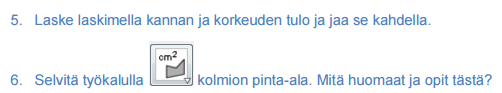 5. Laske laskimella kannan ja korkeuden tulo ja jaa se kahdella.
cm²
6. Selvitä työkalulla kolmion pinta-ala. Mitä huomaat ja opit tästä?